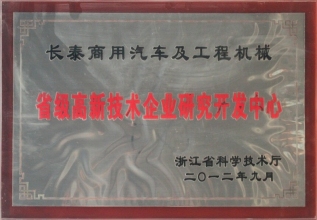 长泰商用汽车及工程机械
省级高新技术企业研究开发中心
浙江省科学技术厅
二〇一二年九月